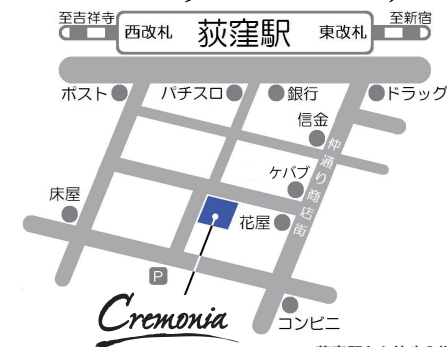 至吉祥寺
西改札
荻窪駅
東改札
至新宿
ポスト
パチスロ
銀行
ドラッグ
信金
仲通り商店街
ケバブ
床屋
花屋
P
Cremonia
コンビニ